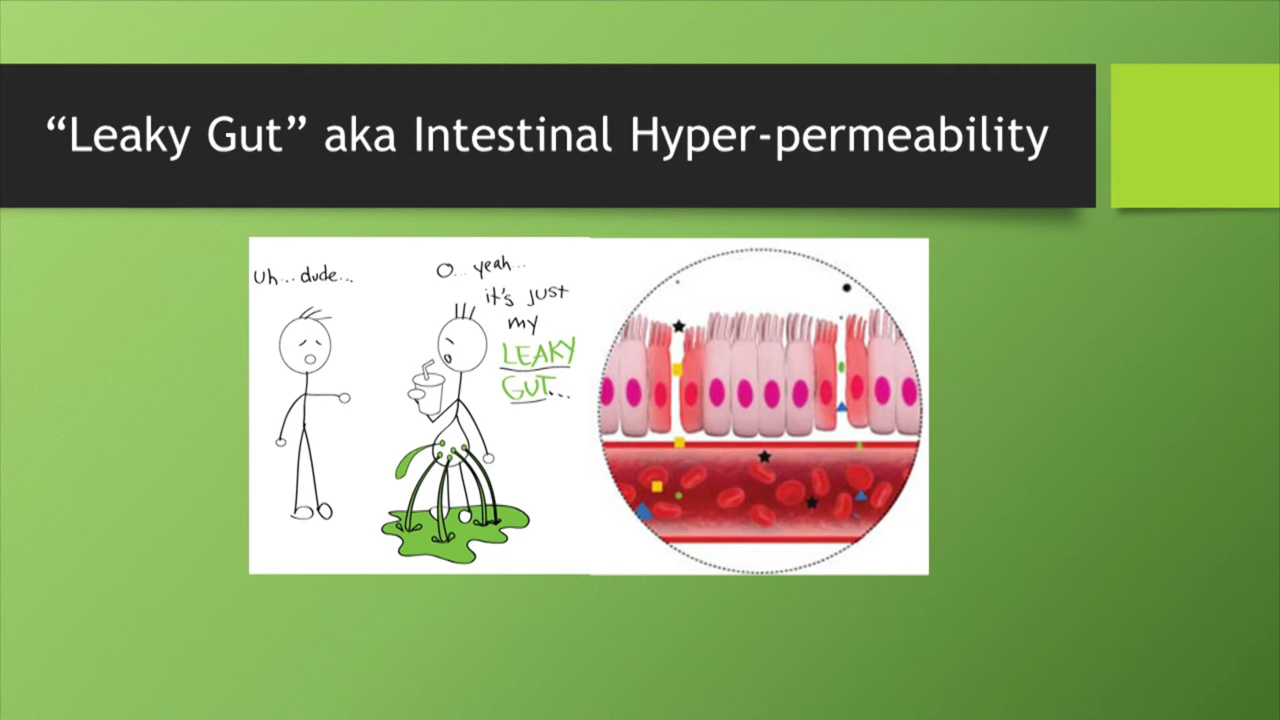 “Leaky Gut” aka Intestinal Hyper-permeability
Uh...dude...
O... yeah...
it's just
my
LEAKY
GUT...